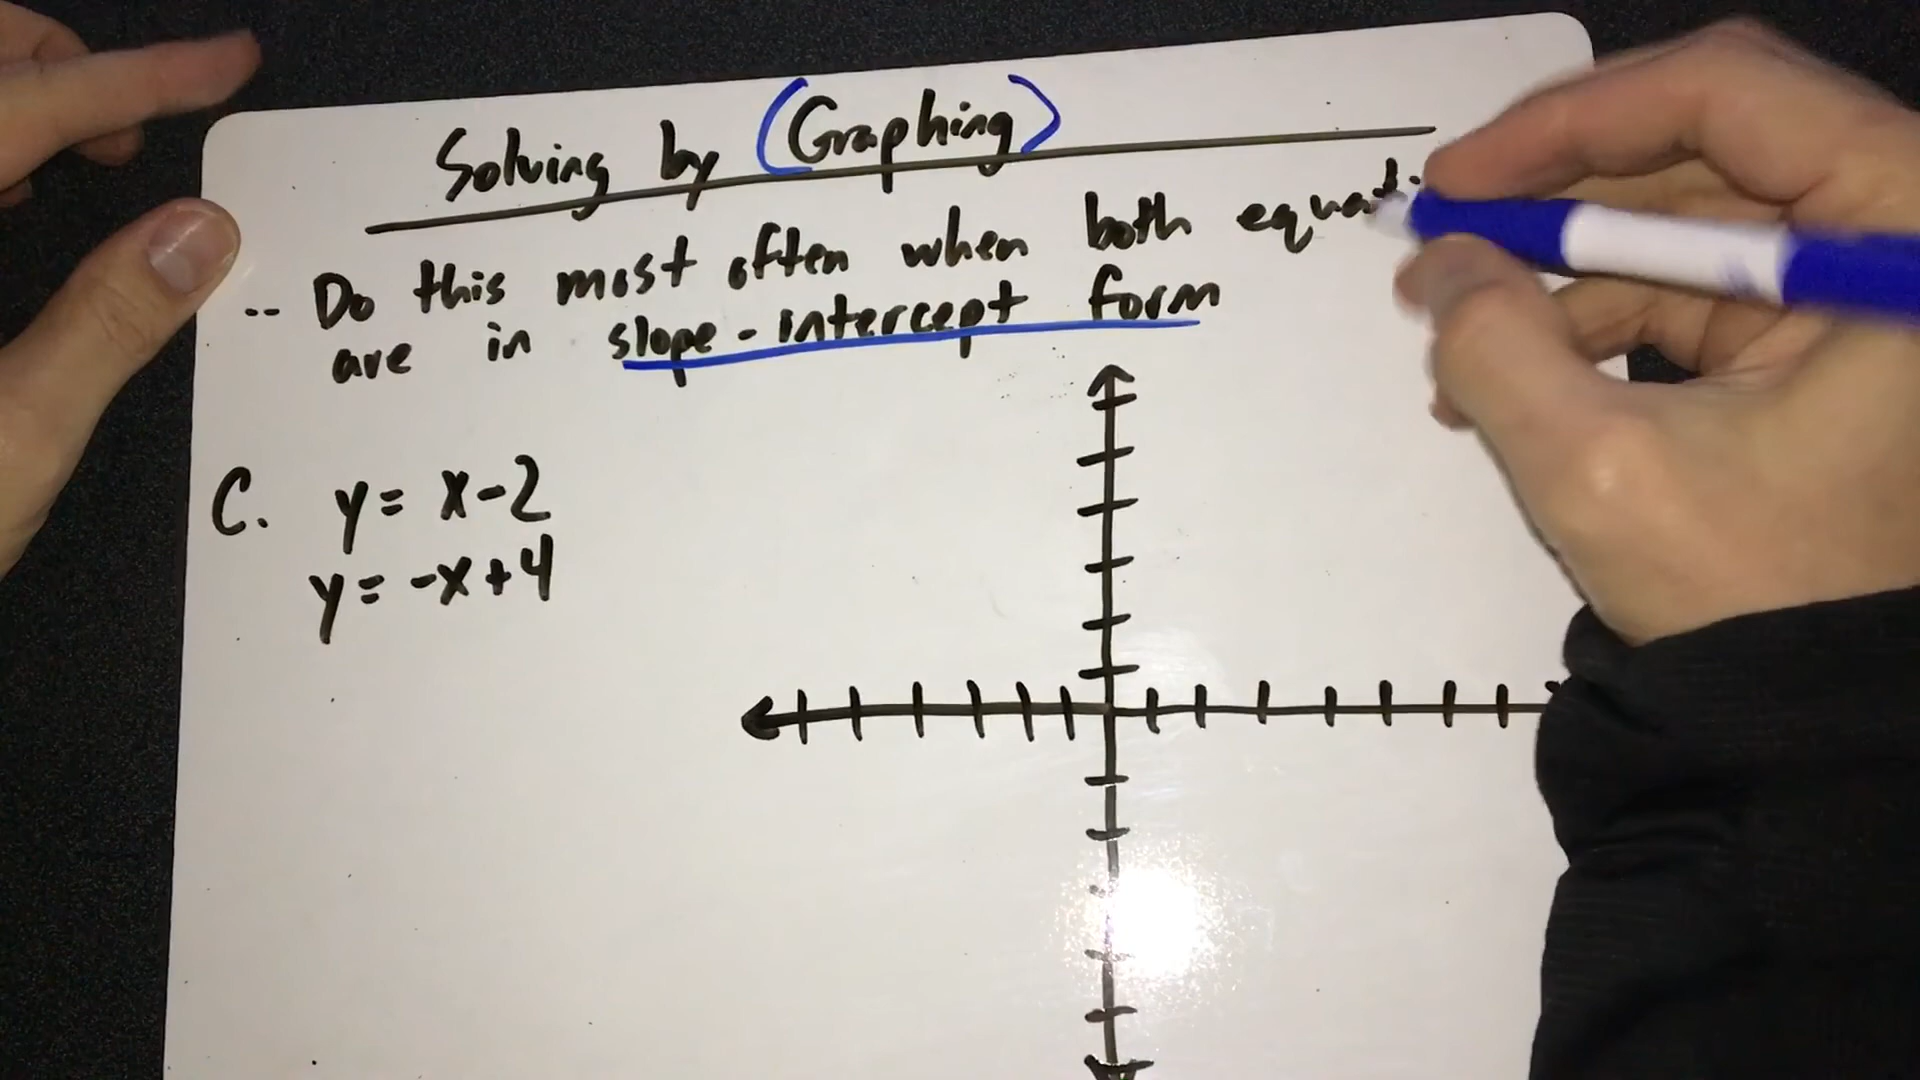 Solving by (Graphing)
-- Do this most often when both
are in slope-intercept form
C. y = x-2
y = -x+4